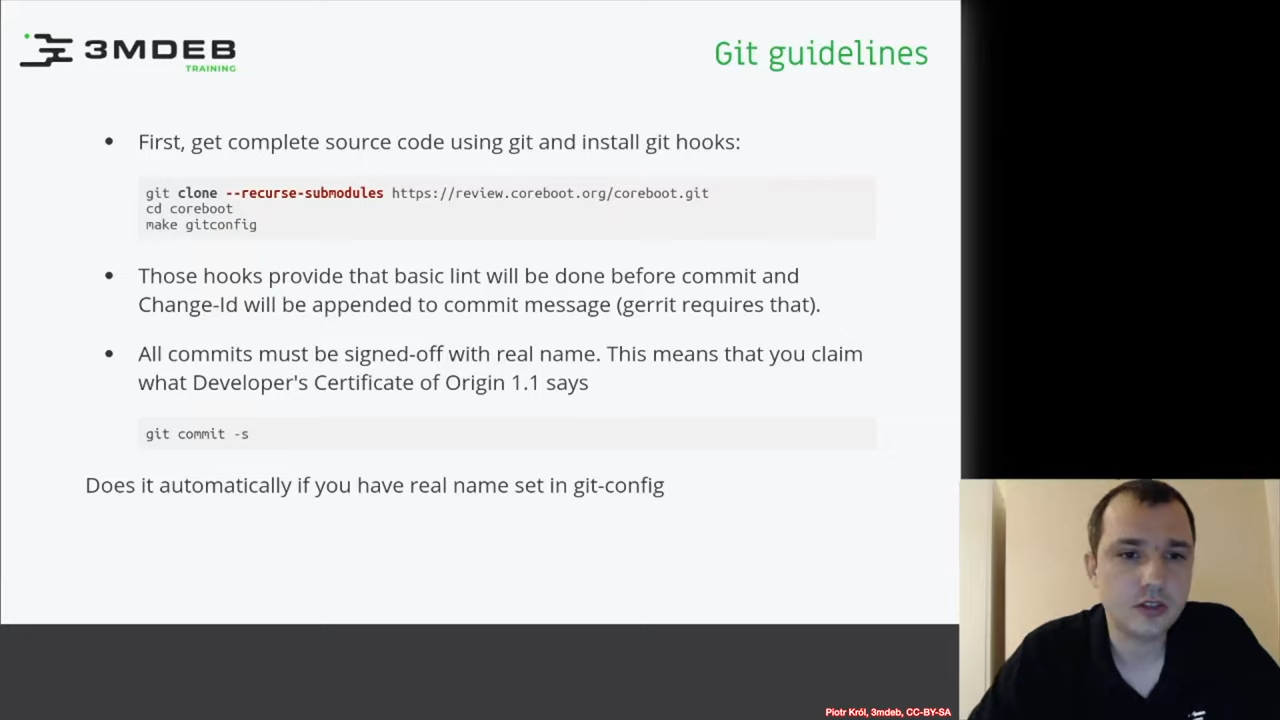 3MDEB
TRAINING
Git guidelines
• First, get complete source code using git and install git hooks:
git clone --recurse-submodules https://review.coreboot.org/coreboot.git
cd coreboot
make gitconfig
• Those hooks provide that basic lint will be done before commit and
Change-Id will be appended to commit message (gerrit requires that).
• All commits must be signed-off with real name. This means that you claim
what Developer's Certificate of Origin 1.1 says
git commit -s
Does it automatically if you have real name set in git-config
Piotr Król, 3mdeb, CC-BY-SA